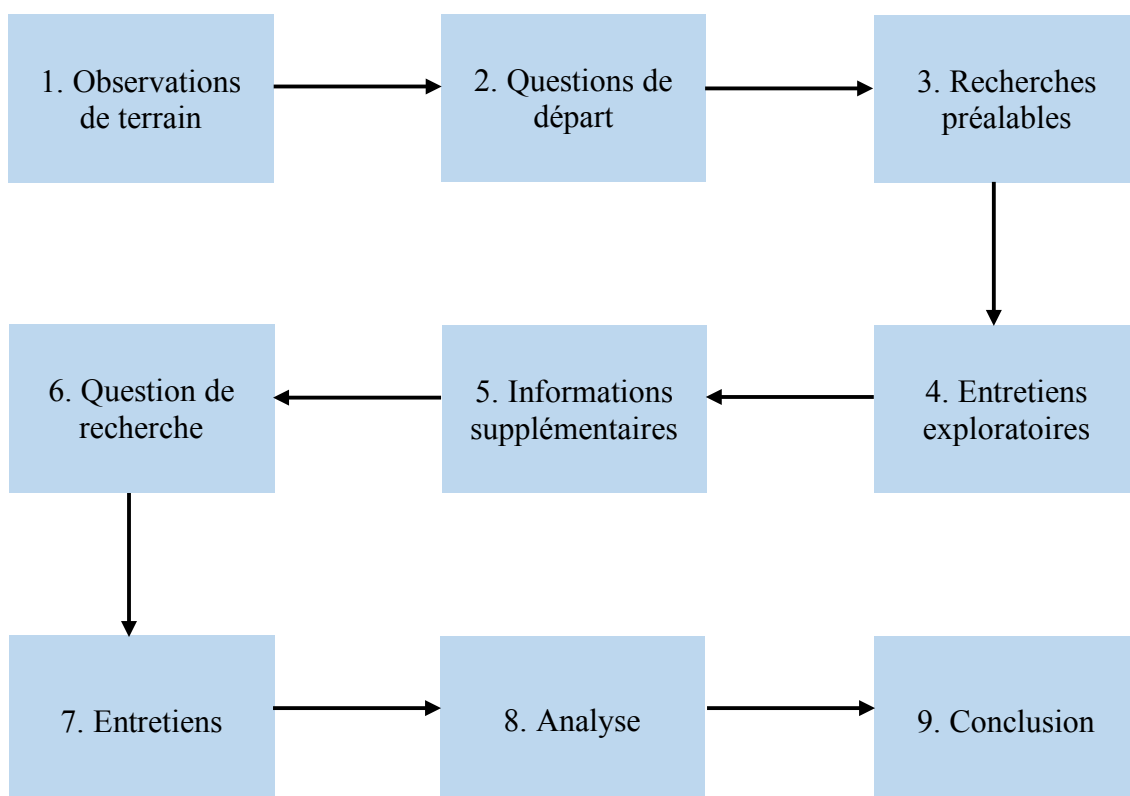 1. Observations
de terrain
2. Questions de
départ
3. Recherches
préalables
4. Entretiens
exploratoires
5. Informations
supplémentaires
6. Question de
recherche
7. Entretiens
8. Analyse
9. Conclusion